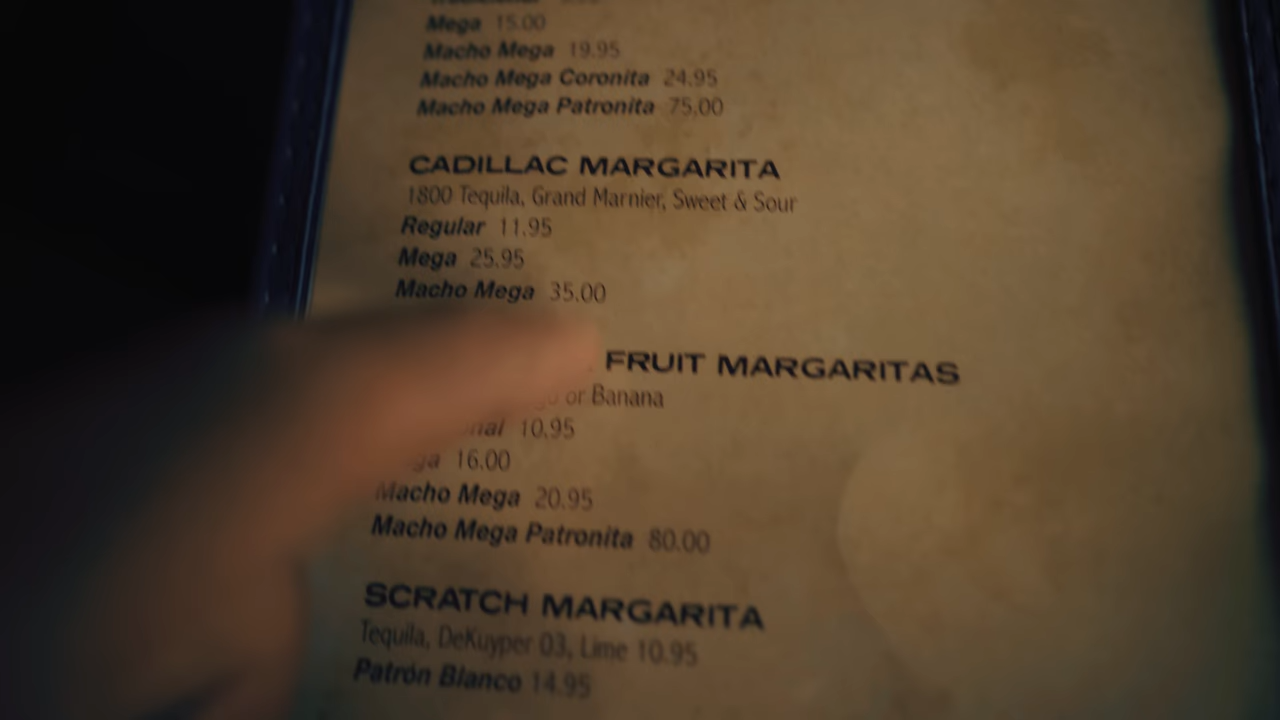 Mega 15.00
Macho Mega 19.95
Macho Mega Coronita 24.95
Macho Mega Patronita 75.00
CADILLAC MARGARITA
1800 Tequila, Grand Marnier, Sweet & Sour
Regular 11.95
Mega 25.95
Macho Mega 35.00
FRUIT MARGARITAS
or Banana
10.95
16.00
Macho Mega 20.95
Macho Mega Patronita 80.00
SCRATCH MARGARITA
Tequila, DeKuyper 03, Lime 10.95
Patrón Blanco 14.95